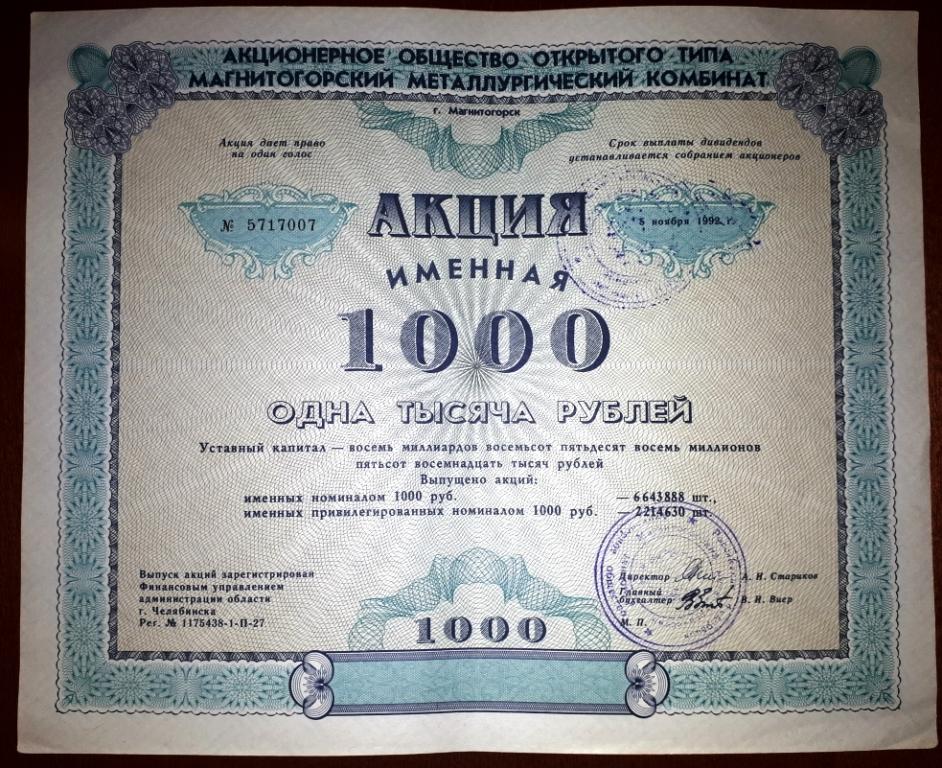 АКЦИОНЕРНОЕ ОБЩЕСТВО ОТКРЫТОГО ТИПА
МАГНИТОГОРСКИЙ МЕТАЛЛУРГИЧЕСКИЙ КОМБИНАТ
г. Магнитогорск
Акция дает право
на один голос
Срок выплаты дивидендов
устанавливается собранием акционеров
№ 5717007
АКЦИЯ
5 ноября 1992 г.
ИМЕННАЯ
1000
ОДНА ТЫСЯЧА РУБЛЕЙ
Уставный капитал — восемь миллиардов восемьсот пятьдесят восемь миллионов
пятьсот восемнадцать тысяч рублей
Выпущено акций:
именных номиналом 1000 руб. — 6643888 шт.,
именных привилегированных номиналом 1000 руб. — 2214630 шт.
Выпуск акций зарегистрирован
Финансовым управлением
администрации области
г. Челябинска
Рег. № 1175438-1-П-27
Директор А. И. Стариков
Главный
бухгалтер В. И. Виер
М. П.
1000